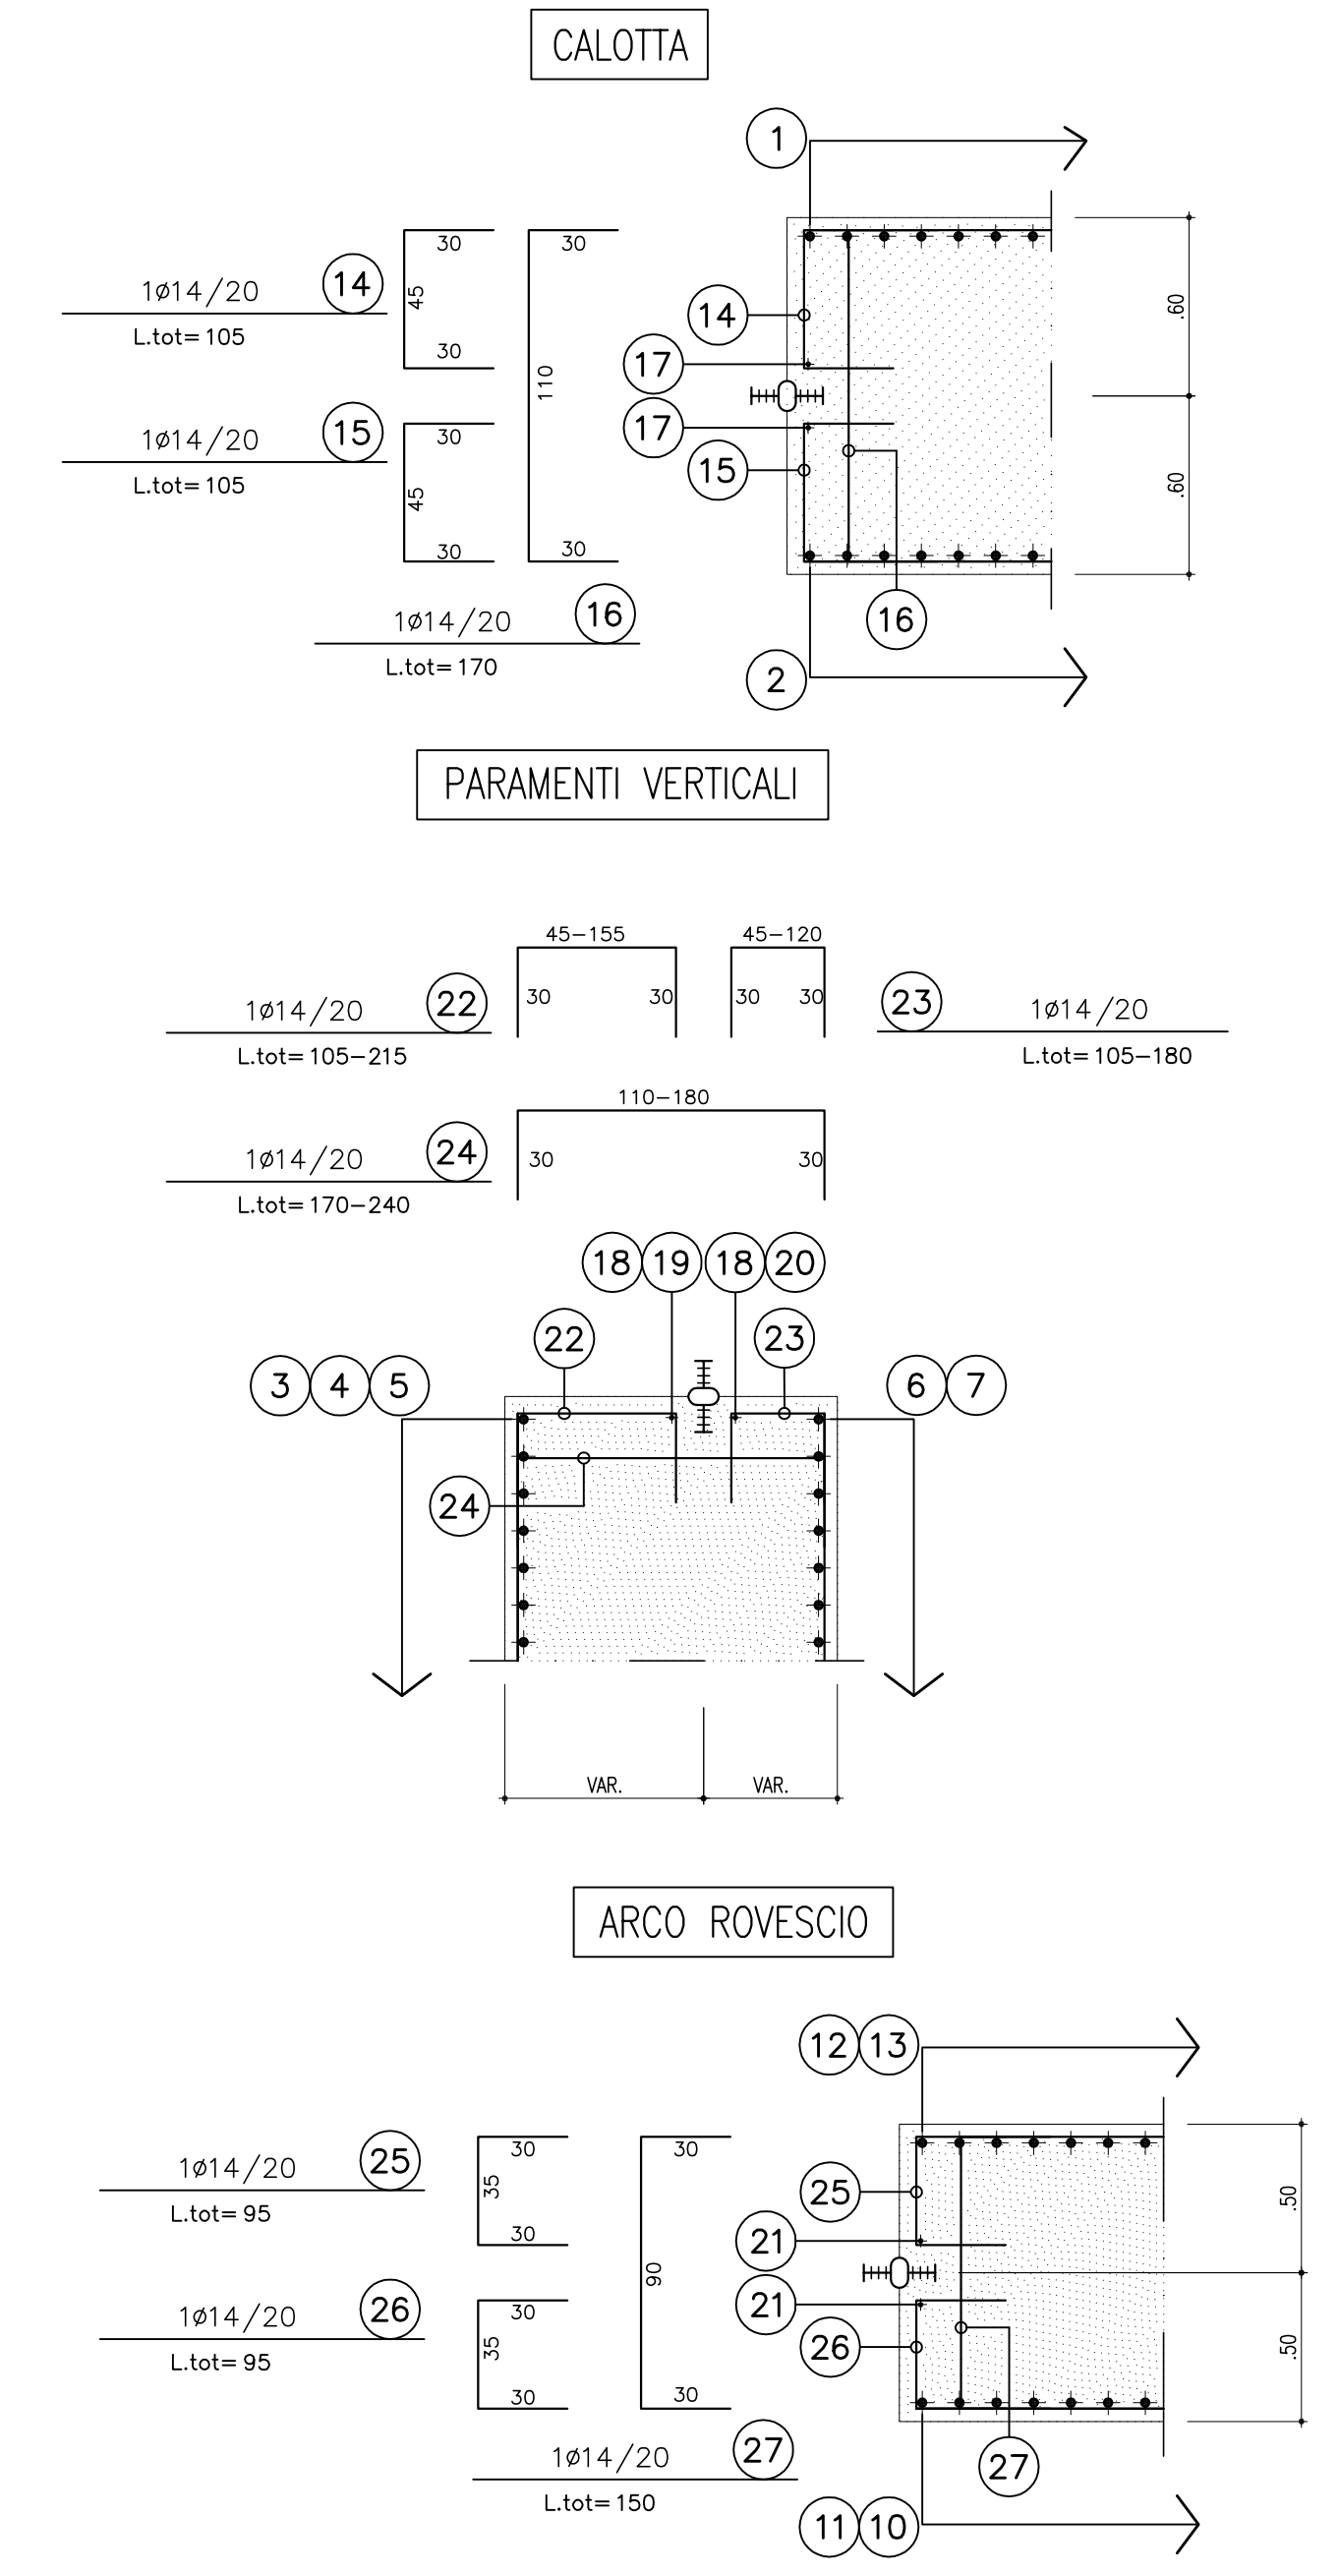 CALOTTA
1
30
30
1ø14/20
14
45
14
.60
L.tot=105
30
17
110
1ø14/20
15
30
17
L.tot=105
45
15
.60
30
30
1ø14/20
16
16
L.tot=170
2
PARAMENTI VERTICALI
45-155
45-120
1ø14/20
22
30
30
30
30
23
1ø14/20
L.tot=105-215
L.tot=105-180
110-180
1ø14/20
24
30
30
L.tot=170-240
18
19
18
20
22
23
3
4
5
6
7
24
VAR.
VAR.
ARCO ROVESCIO
12
13
30
30
1ø14/20
25
35
25
.50
L.tot=95
30
21
90
1ø14/20
26
30
21
L.tot=95
35
26
.50
30
30
1ø14/20
27
27
L.tot=150
11
10